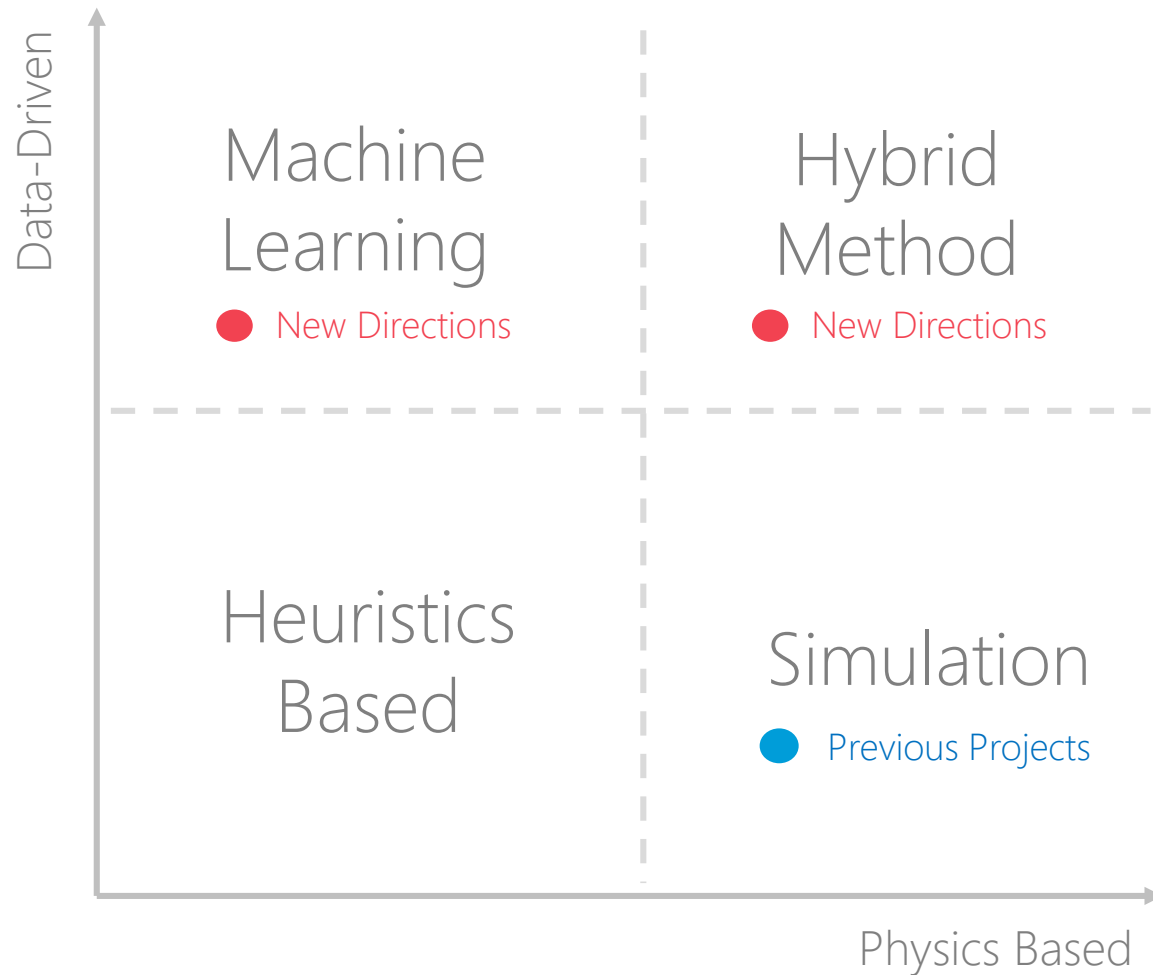 Data-Driven
Machine
Learning
New Directions
Hybrid
Method
New Directions
Heuristics
Based
Simulation
Previous Projects
Physics Based